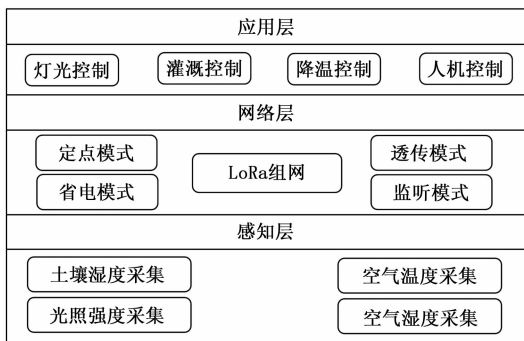 应用层
灯光控制 灌溉控制 降温控制 人机控制
网络层
定点模式 透传模式
LoRa组网
省电模式 监听模式
感知层
土壤湿度采集 空气温度采集
光照强度采集 空气湿度采集